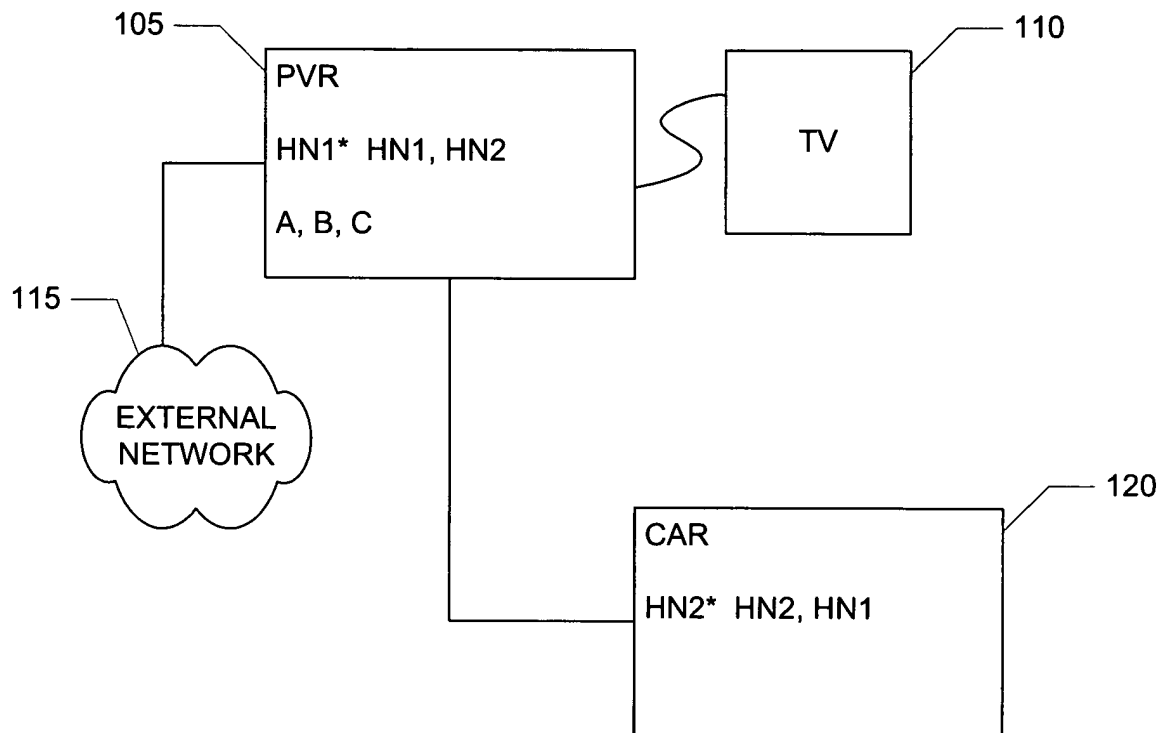 105
110
PVR
TV
HN1* HN1, HN2
A, B, C
115
EXTERNAL
NETWORK
120
CAR
HN2* HN2, HN1